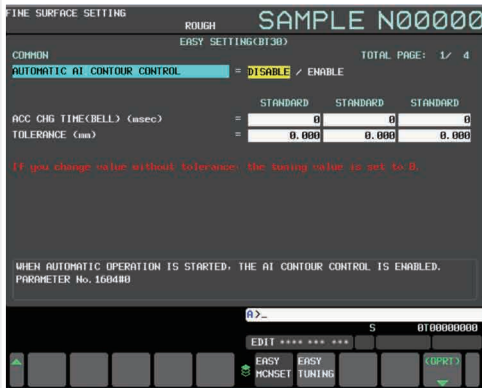 FINE SURFACE SETTING
ROUGH SAMPLE N00000
EASY SETTING(BT30)
COMMON TOTAL PAGE: 1/ 4
AUTOMATIC AI CONTOUR CONTROL = DISABLE / ENABLE
STANDARD STANDARD STANDARD
ACC CHG TIME(BELL) (msec) = 0 0 0
TOLERANCE (mm) = 0.000 0.000 0.000
If you change value without tolerance, the tuning value is set to 0.
WHEN AUTOMATIC OPERATION IS STARTED, THE AI CONTOUR CONTROL IS ENABLED.
PARAMETER No.1604#0
A>_
S 0T00000000
EDIT **** *** ***
EASY MCNSET
EASY TUNING
(OPRT)